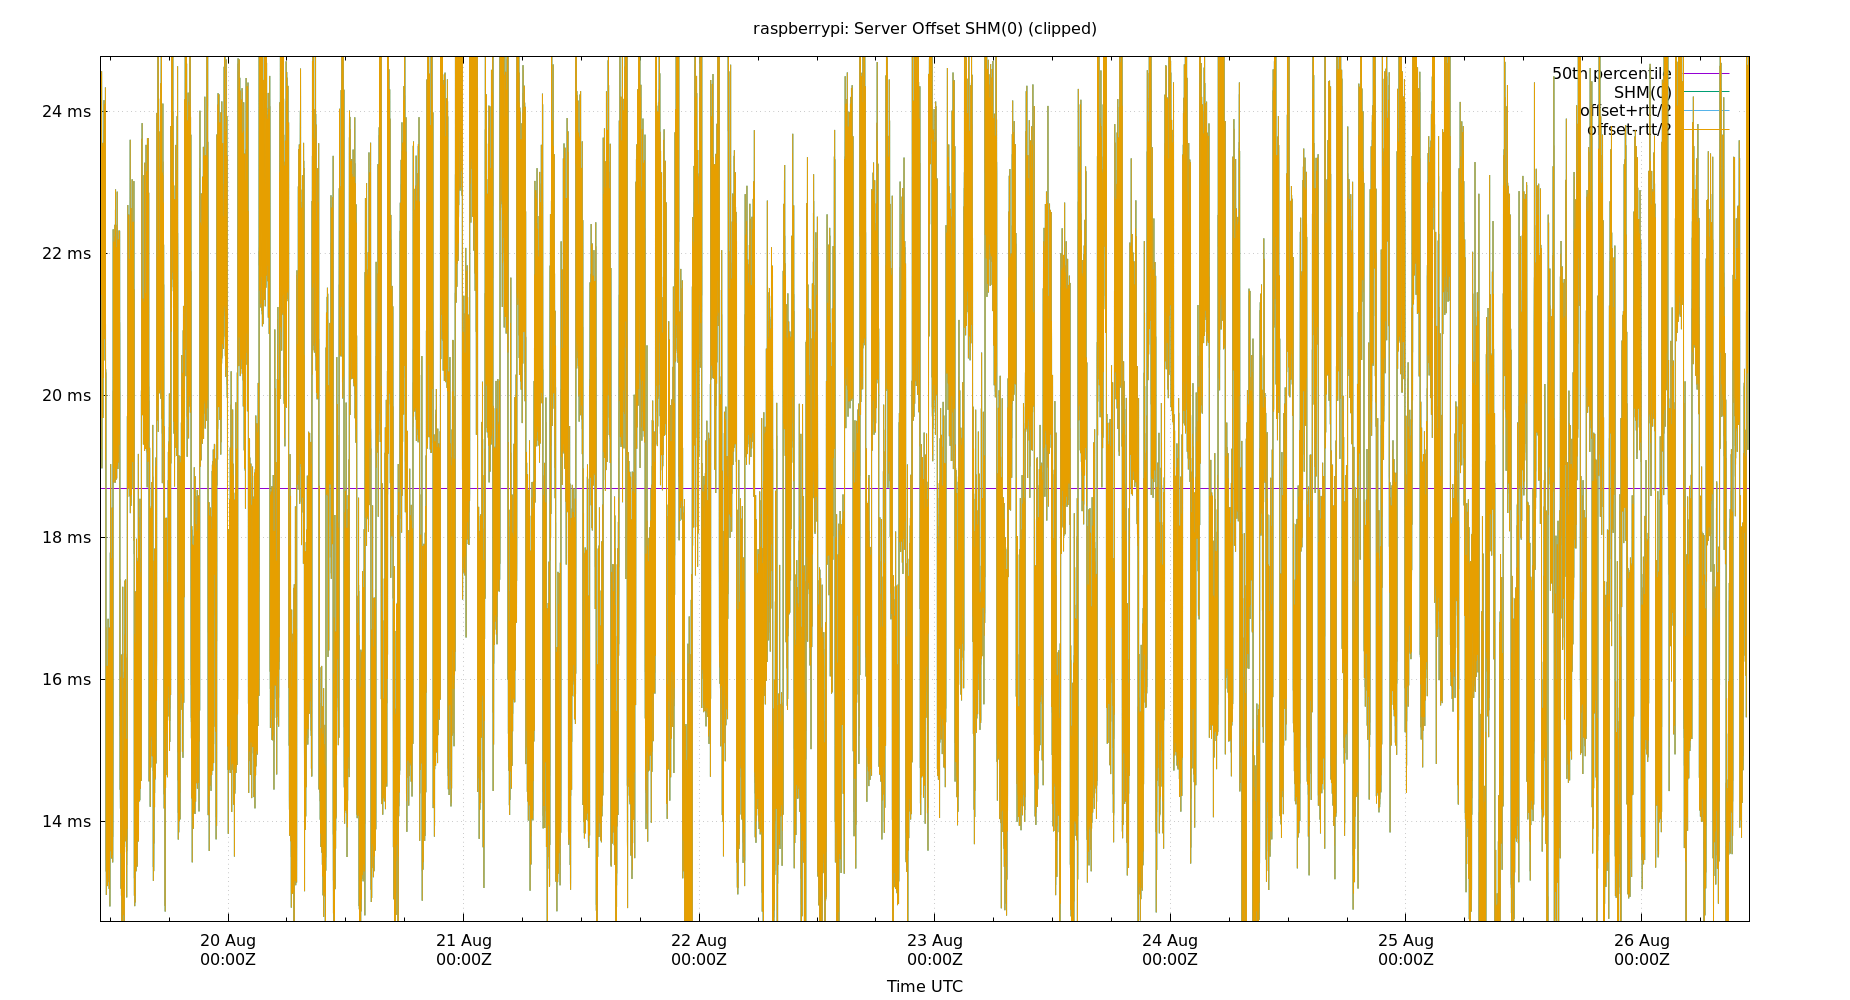 raspberrypi: Server Offset SHM(0) (clipped)
50th percentile
SHM(0)
offset+rtt/2
offset-rtt/2
24 ms
22 ms
20 ms
18 ms
16 ms
14 ms
20 Aug 21 Aug 22 Aug 23 Aug 24 Aug 25 Aug 26 Aug
00:00Z 00:00Z 00:00Z 00:00Z 00:00Z 00:00Z 00:00Z
Time UTC